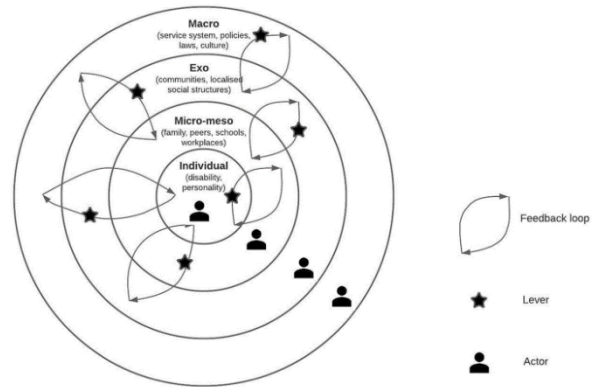 Macro
(service system, policies,
laws, culture)
Exo
(communities, localised
social structures)
Micro-meso
(family, peers, schools,
workplaces)
Individual
(disability,
personality)
Feedback loop
Lever
Actor